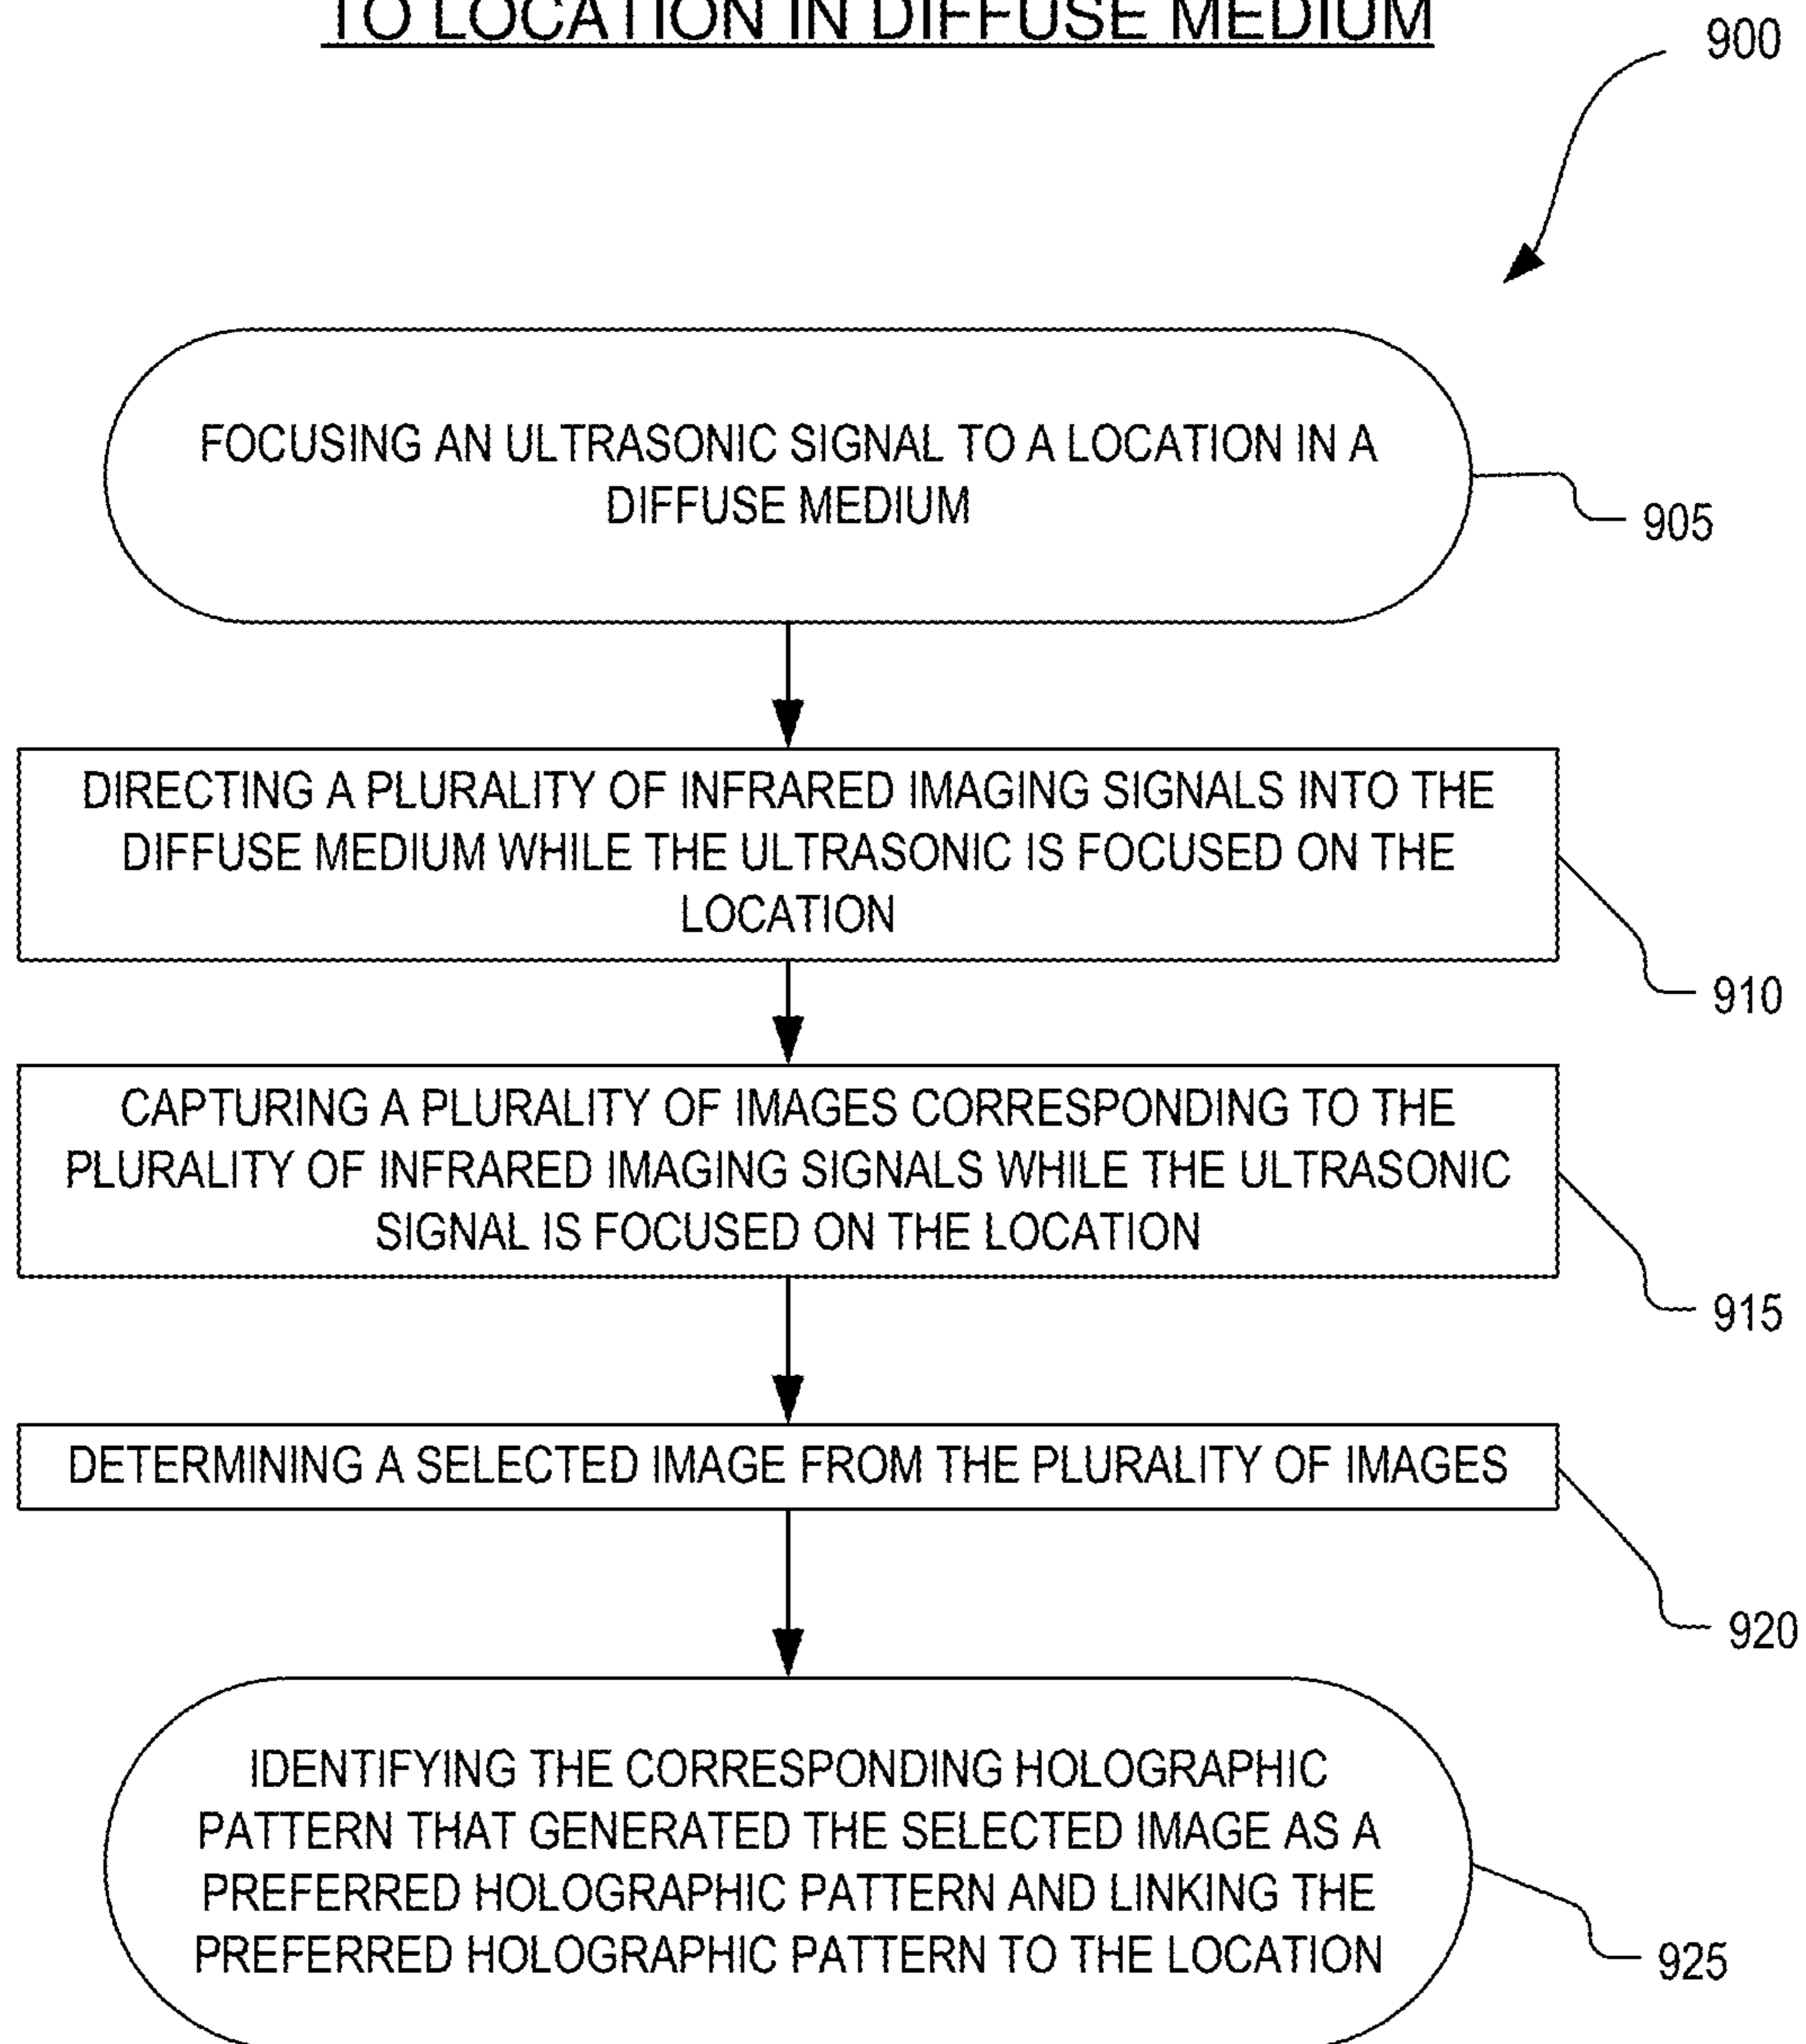 TO LOCATION IN DIFFUSE MEDIUM
900
FOCUSING AN ULTRASONIC SIGNAL TO A LOCATION IN A
DIFFUSE MEDIUM
905
DIRECTING A PLURALITY OF INFRARED IMAGING SIGNALS INTO THE
DIFFUSE MEDIUM WHILE THE ULTRASONIC IS FOCUSED ON THE
LOCATION
910
CAPTURING A PLURALITY OF IMAGES CORRESPONDING TO THE
PLURALITY OF INFRARED IMAGING SIGNALS WHILE THE ULTRASONIC
SIGNAL IS FOCUSED ON THE LOCATION
915
DETERMINING A SELECTED IMAGE FROM THE PLURALITY OF IMAGES
920
IDENTIFYING THE CORRESPONDING HOLOGRAPHIC
PATTERN THAT GENERATED THE SELECTED IMAGE AS A
PREFERRED HOLOGRAPHIC PATTERN AND LINKING THE
PREFERRED HOLOGRAPHIC PATTERN TO THE LOCATION
925